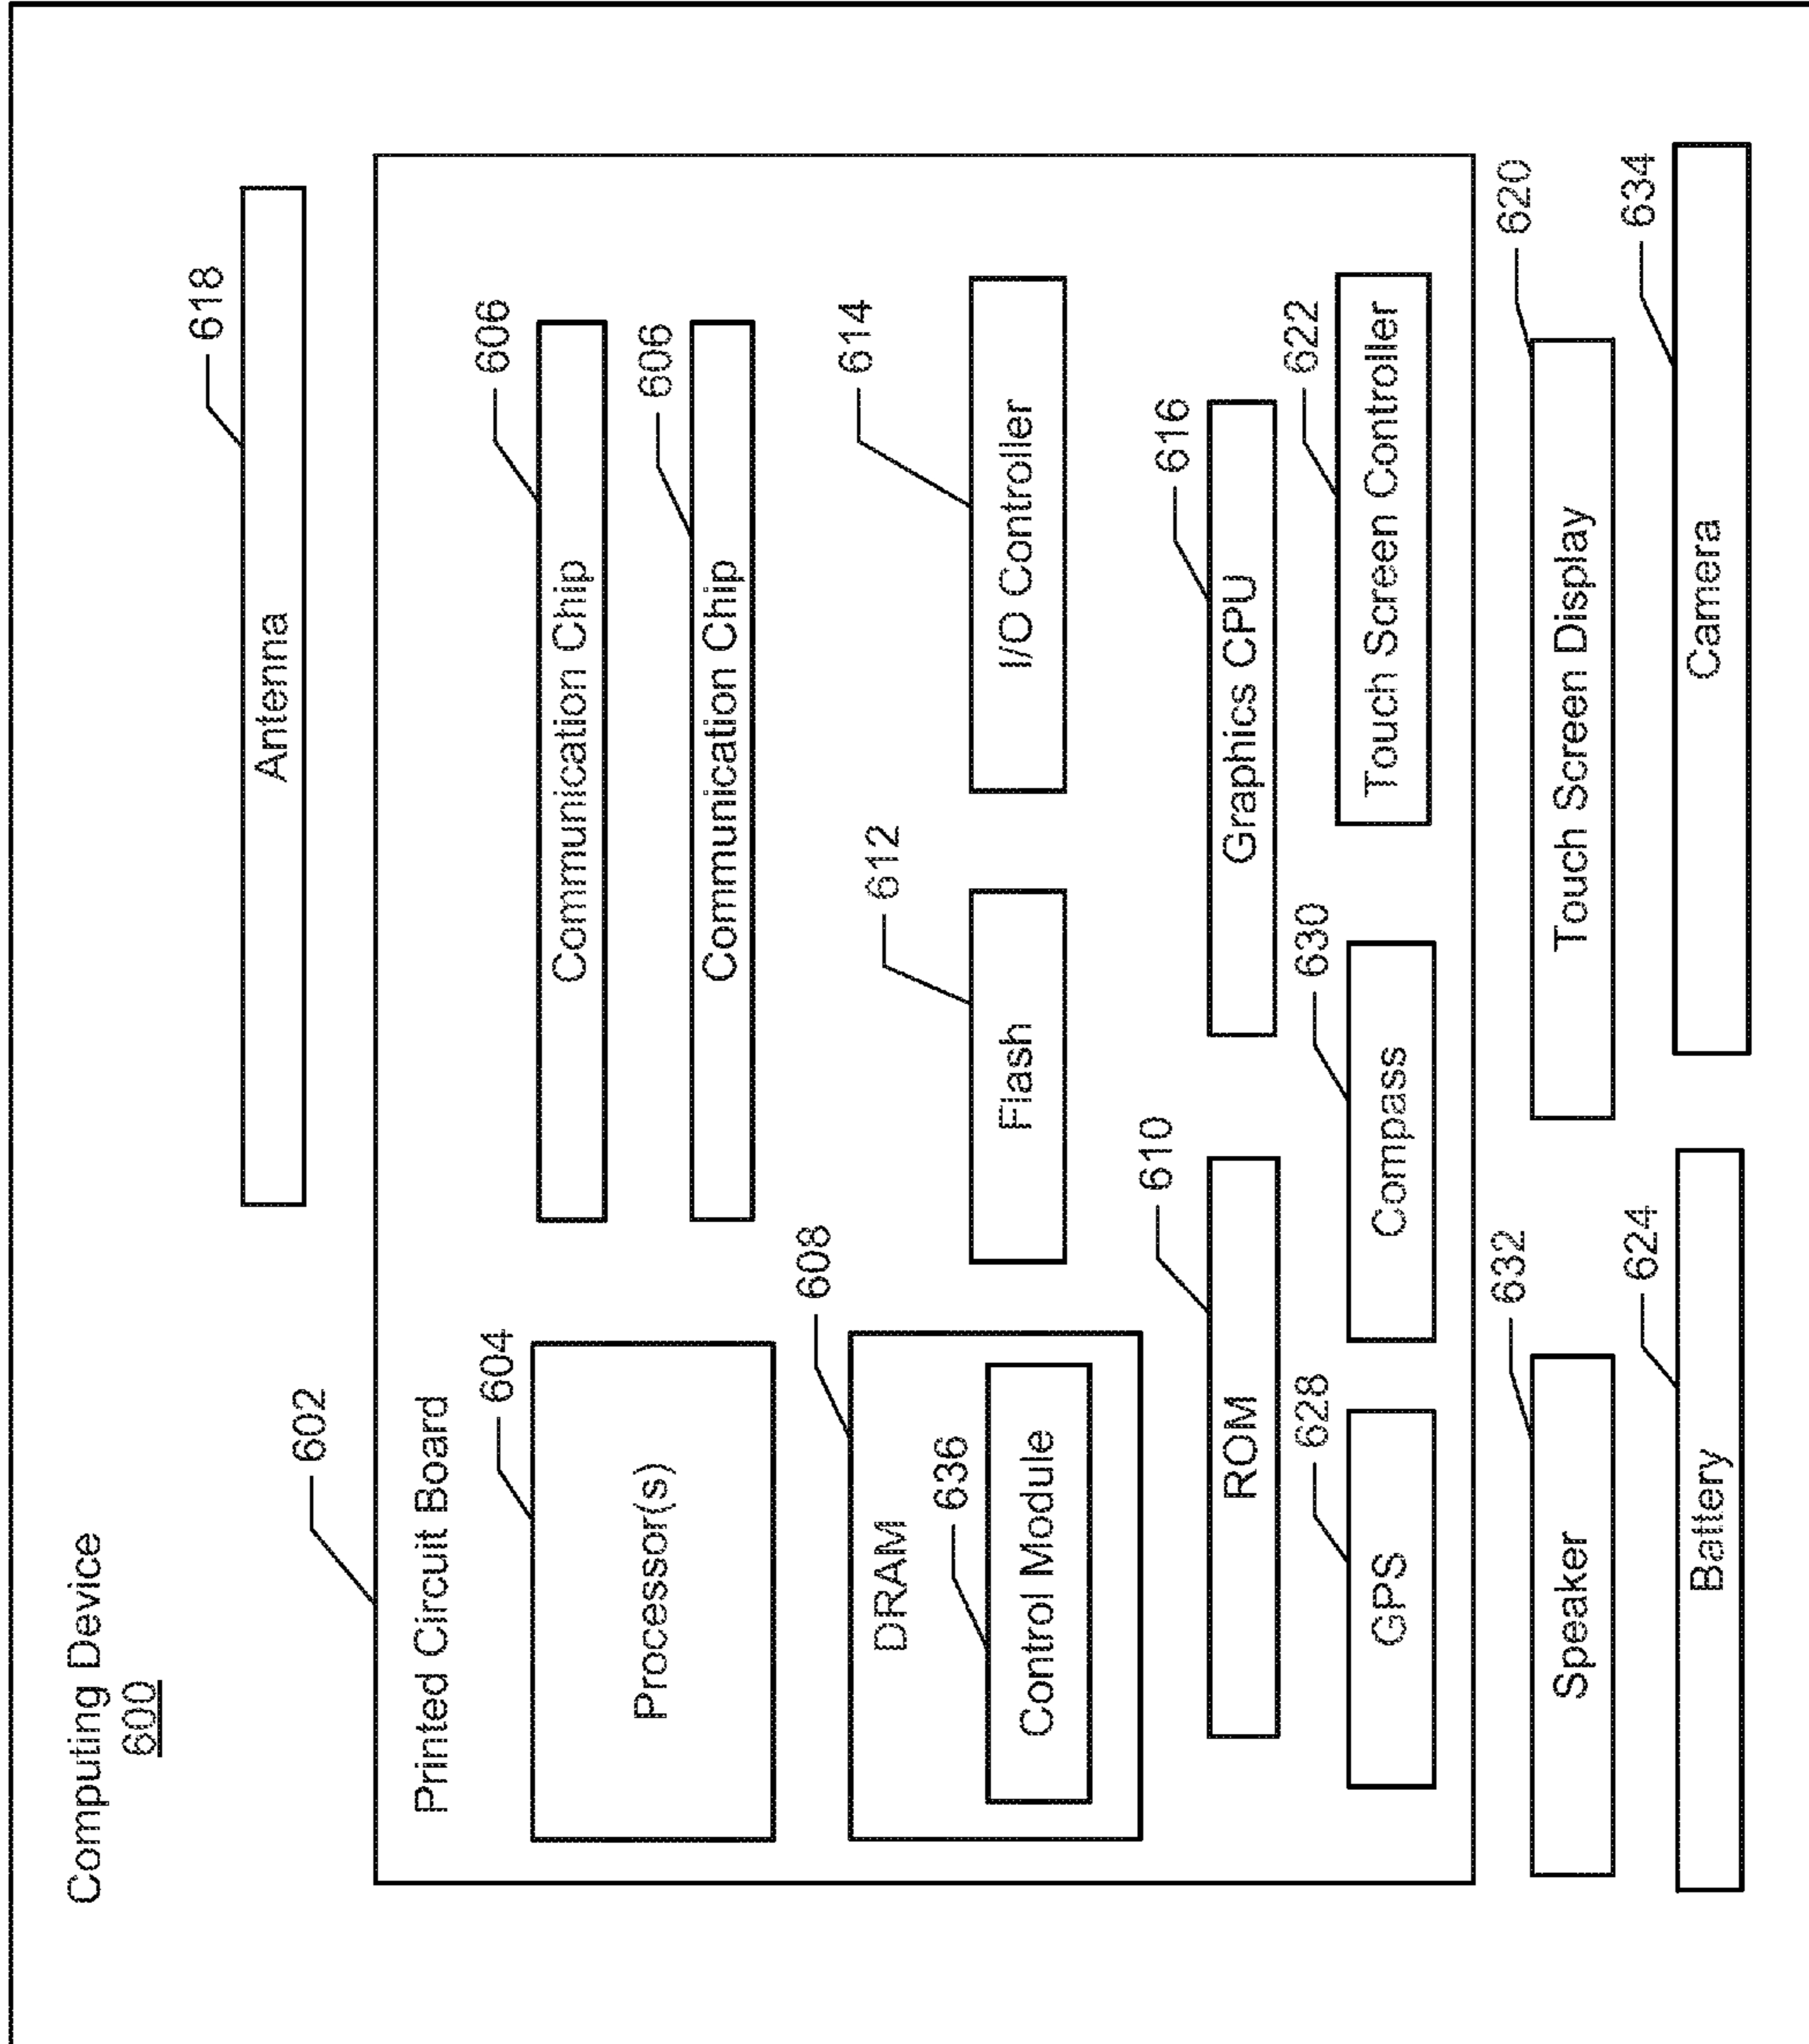 Computing Device
600
618
Antenna
602
Printed Circuit Board
604
Processor(s)
606
Communication Chip
606
Communication Chip
608
DRAM
636
Control Module
612
Flash
614
I/O Controller
610
ROM
616
Graphics CPU
628
GPS
630
Compass
622
Touch Screen Controller
632
Speaker
620
Touch Screen Display
624
Battery
634
Camera